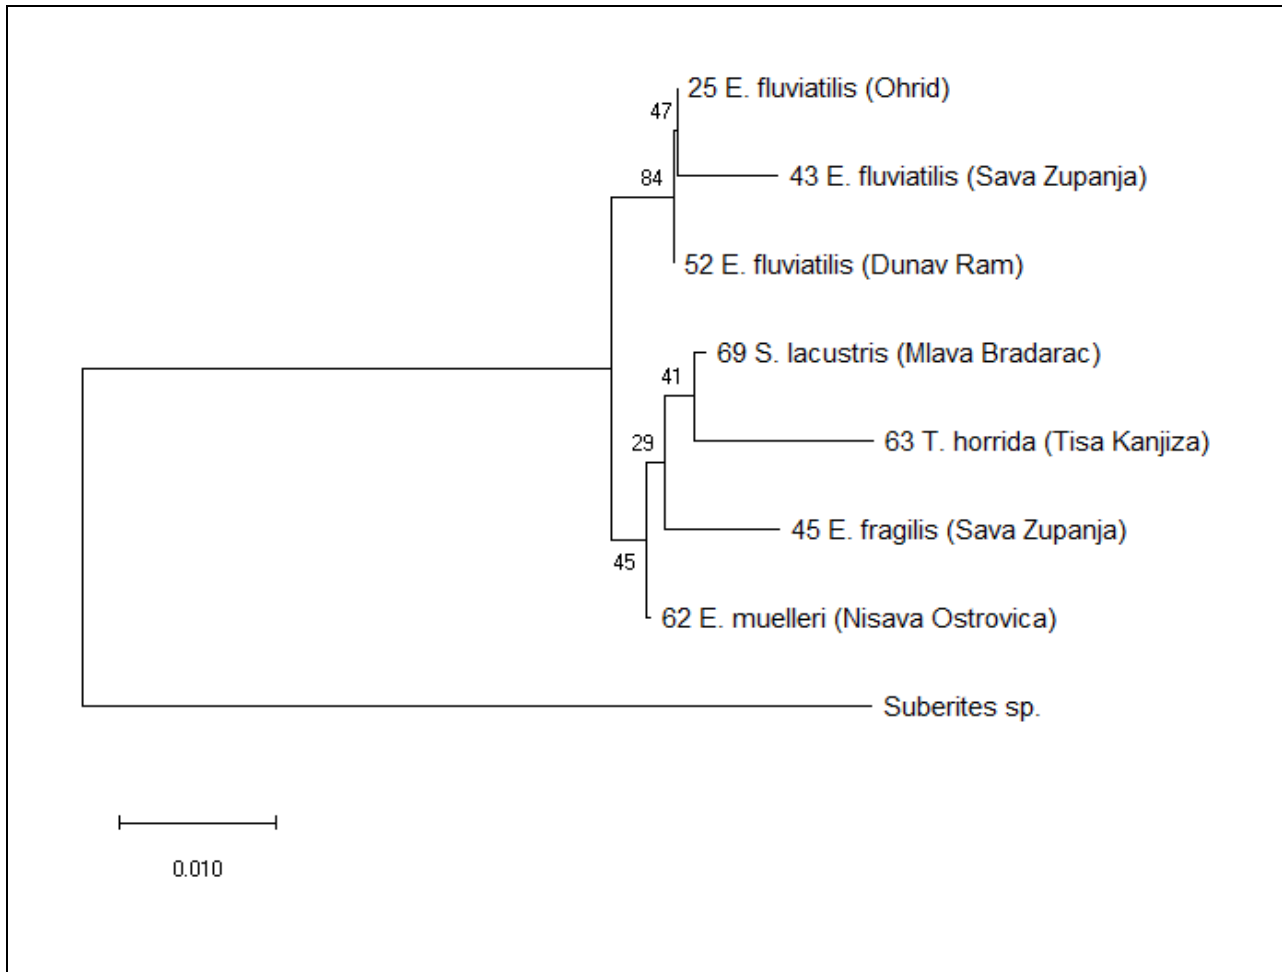 25 E. fluviatilis (Ohrid)
47
43 E. fluviatilis (Sava Zupanja)
84
52 E. fluviatilis (Dunav Ram)
69 S. lacustris (Mlava Bradarac)
41
63 T. horrida (Tisa Kanjiza)
29
45 E. fragilis (Sava Zupanja)
45
62 E. muelleri (Nisava Ostrovica)
Suberites sp.
0.010